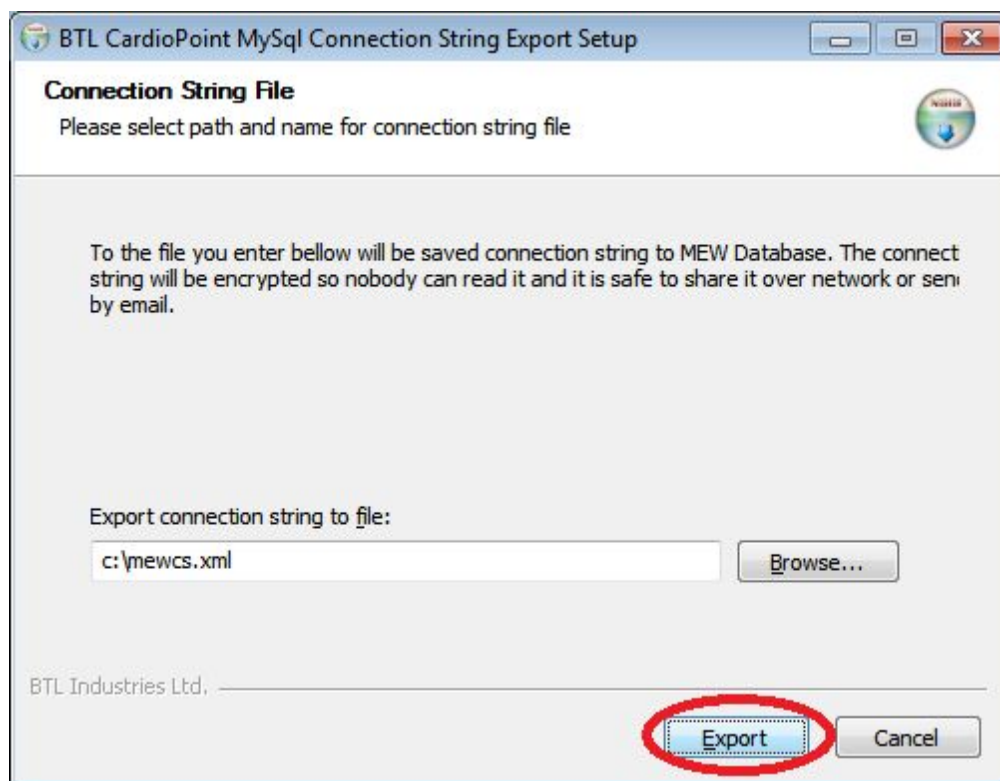 BTL CardioPoint MySql Connection String Export Setup
Connection String File
Please select path and name for connection string file
To the file you enter bellow will be saved connection string to MEW Database. The connect
string will be encrypted so nobody can read it and it is safe to share it over network or sen
by email.
Export connection string to file:
c:\mewcs.xml
Browse...
BTL Industries Ltd.
Export
Cancel